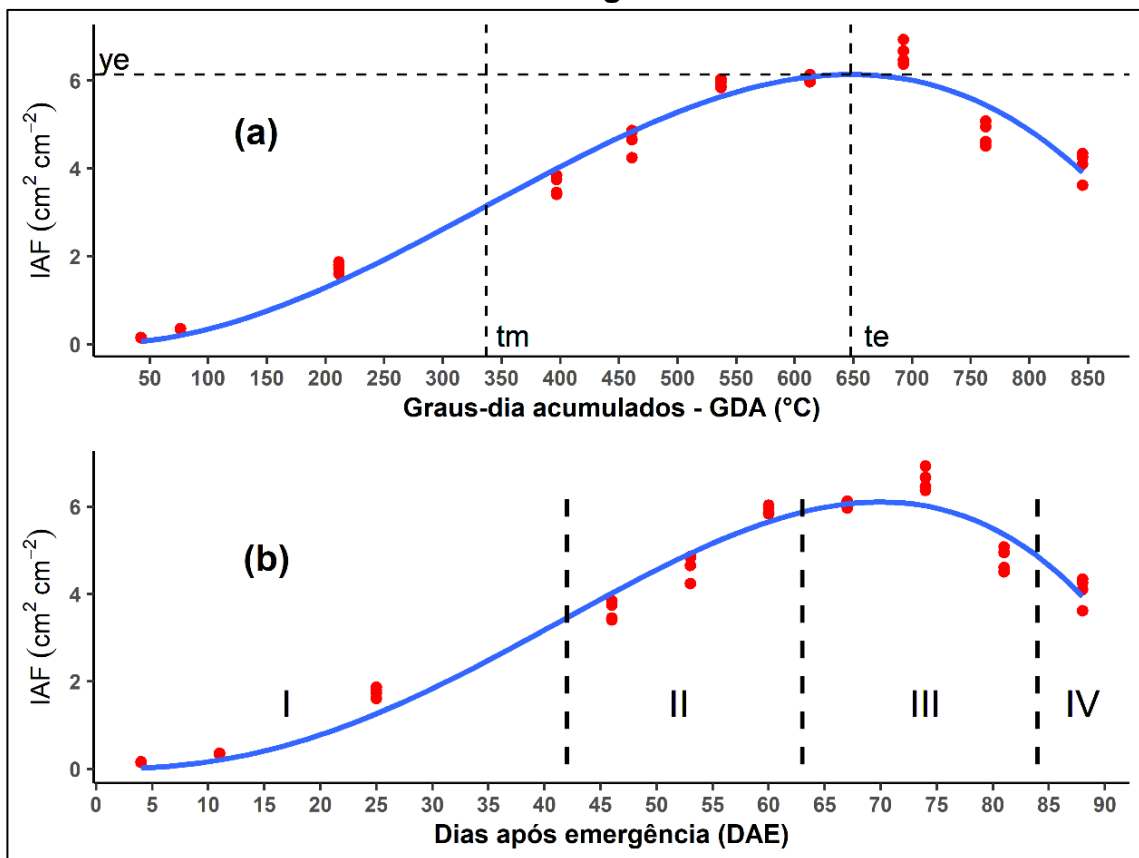 ye
(a)
IAF (cm² cm⁻²)
6
4
2
0
tm
te
50 100 150 200 250 300 350 400 450 500 550 600 650 700 750 800 850
Graus-dia acumulados - GDA (°C)
(b)
IAF (cm² cm⁻²)
6
4
2
0
I II III IV
0 5 10 15 20 25 30 35 40 45 50 55 60 65 70 75 80 85 90
Dias após emergência (DAE)